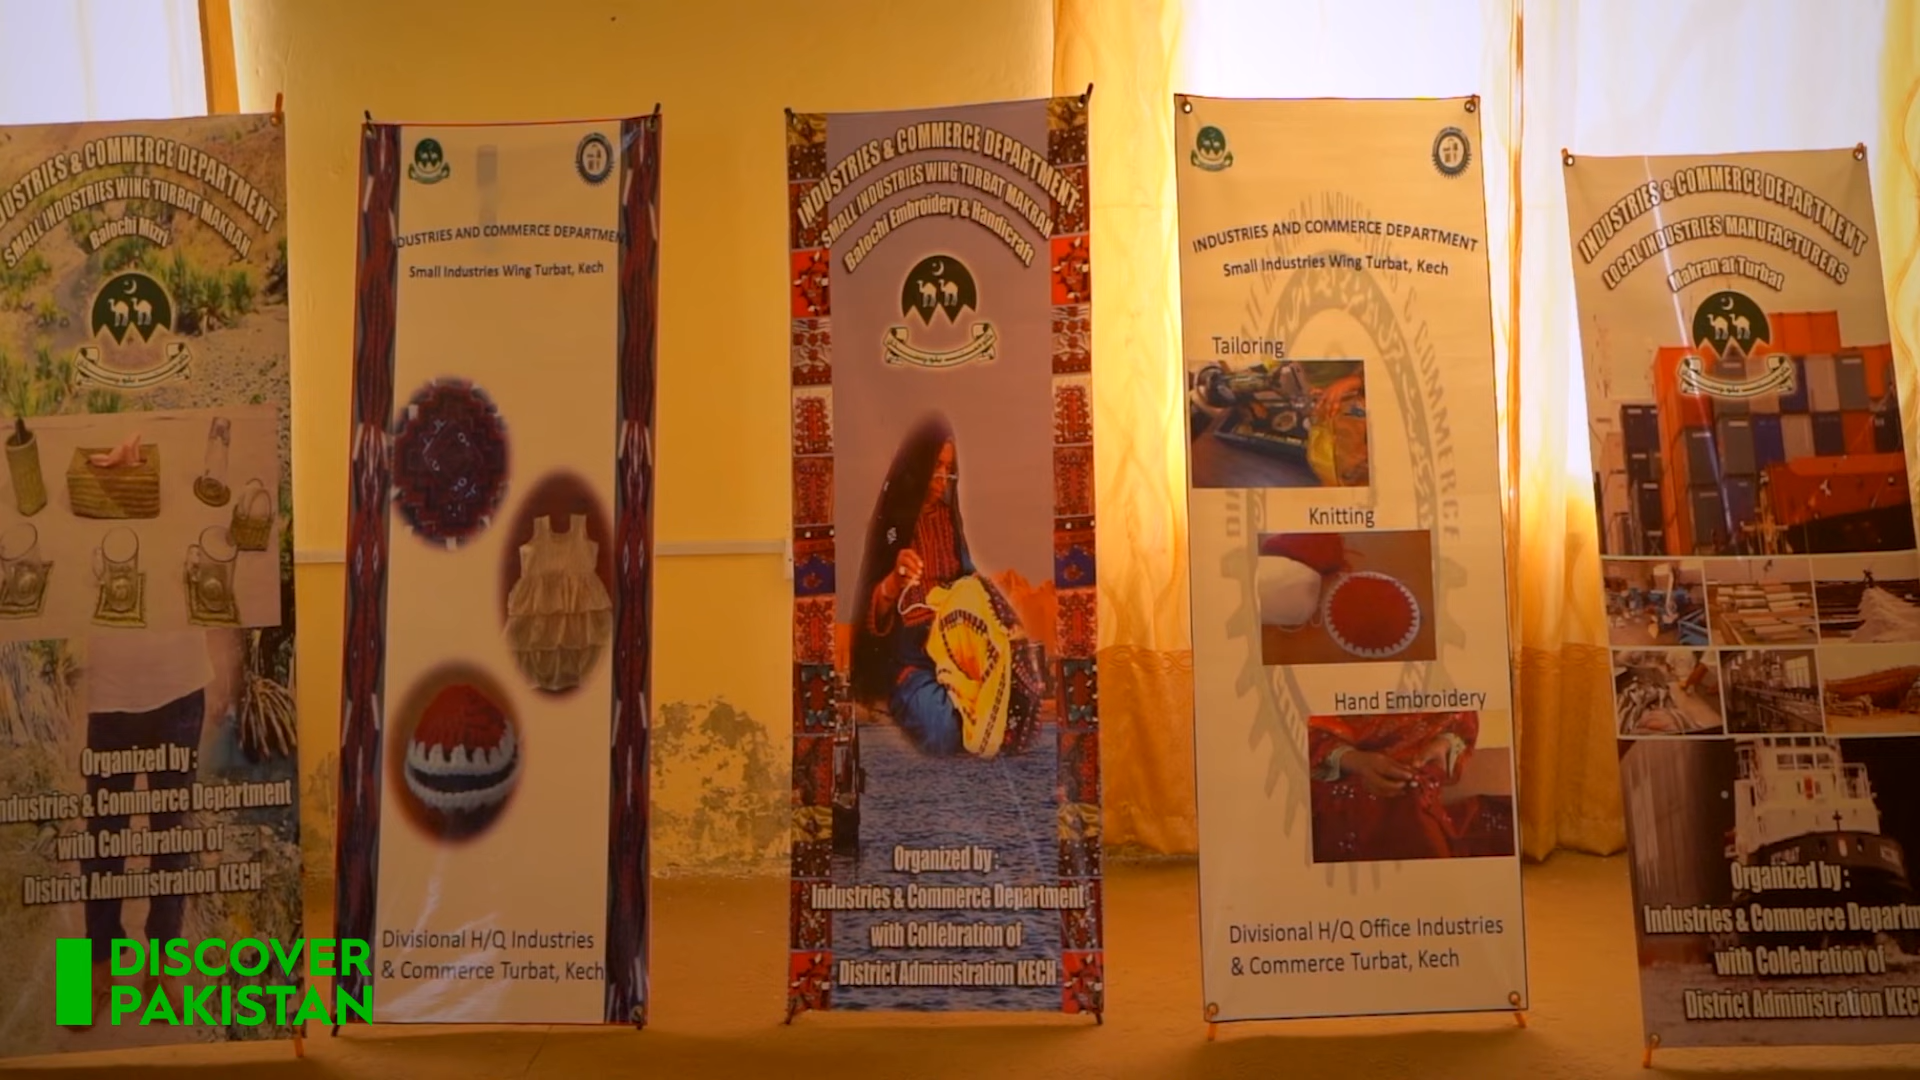 INDUSTRIES & COMMERCE DEPARTMENT
SMALL INDUSTRIES WING TURBAT MAKRAN
Balochi Mizri
Organized by :
Industries & Commerce Department
with Collebration of
District Administration KECH
INDUSTRIES AND COMMERCE DEPARTMENT
Small Industries Wing Turbat, Kech
Divisional H/Q Industries
& Commerce Turbat, Kech
INDUSTRIES & COMMERCE DEPARTMENT
SMALL INDUSTRIES WING TURBAT MAKRAN
Balochi Embroidery & Handicraft
Organized by :
Industries & Commerce Department
with Collebration of
District Administration KECH
INDUSTRIES AND COMMERCE DEPARTMENT
Small Industries Wing Turbat, Kech
Tailoring
Knitting
Hand Embroidery
Divisional H/Q Office Industries
& Commerce Turbat, Kech
INDUSTRIES & COMMERCE DEPARTMENT
LOCAL INDUSTRIES MANUFACTURERS
Makran at Turbat
Organized by :
Industries & Commerce Departm
with Collebration of
District Administration KEC
DISCOVER
PAKISTAN